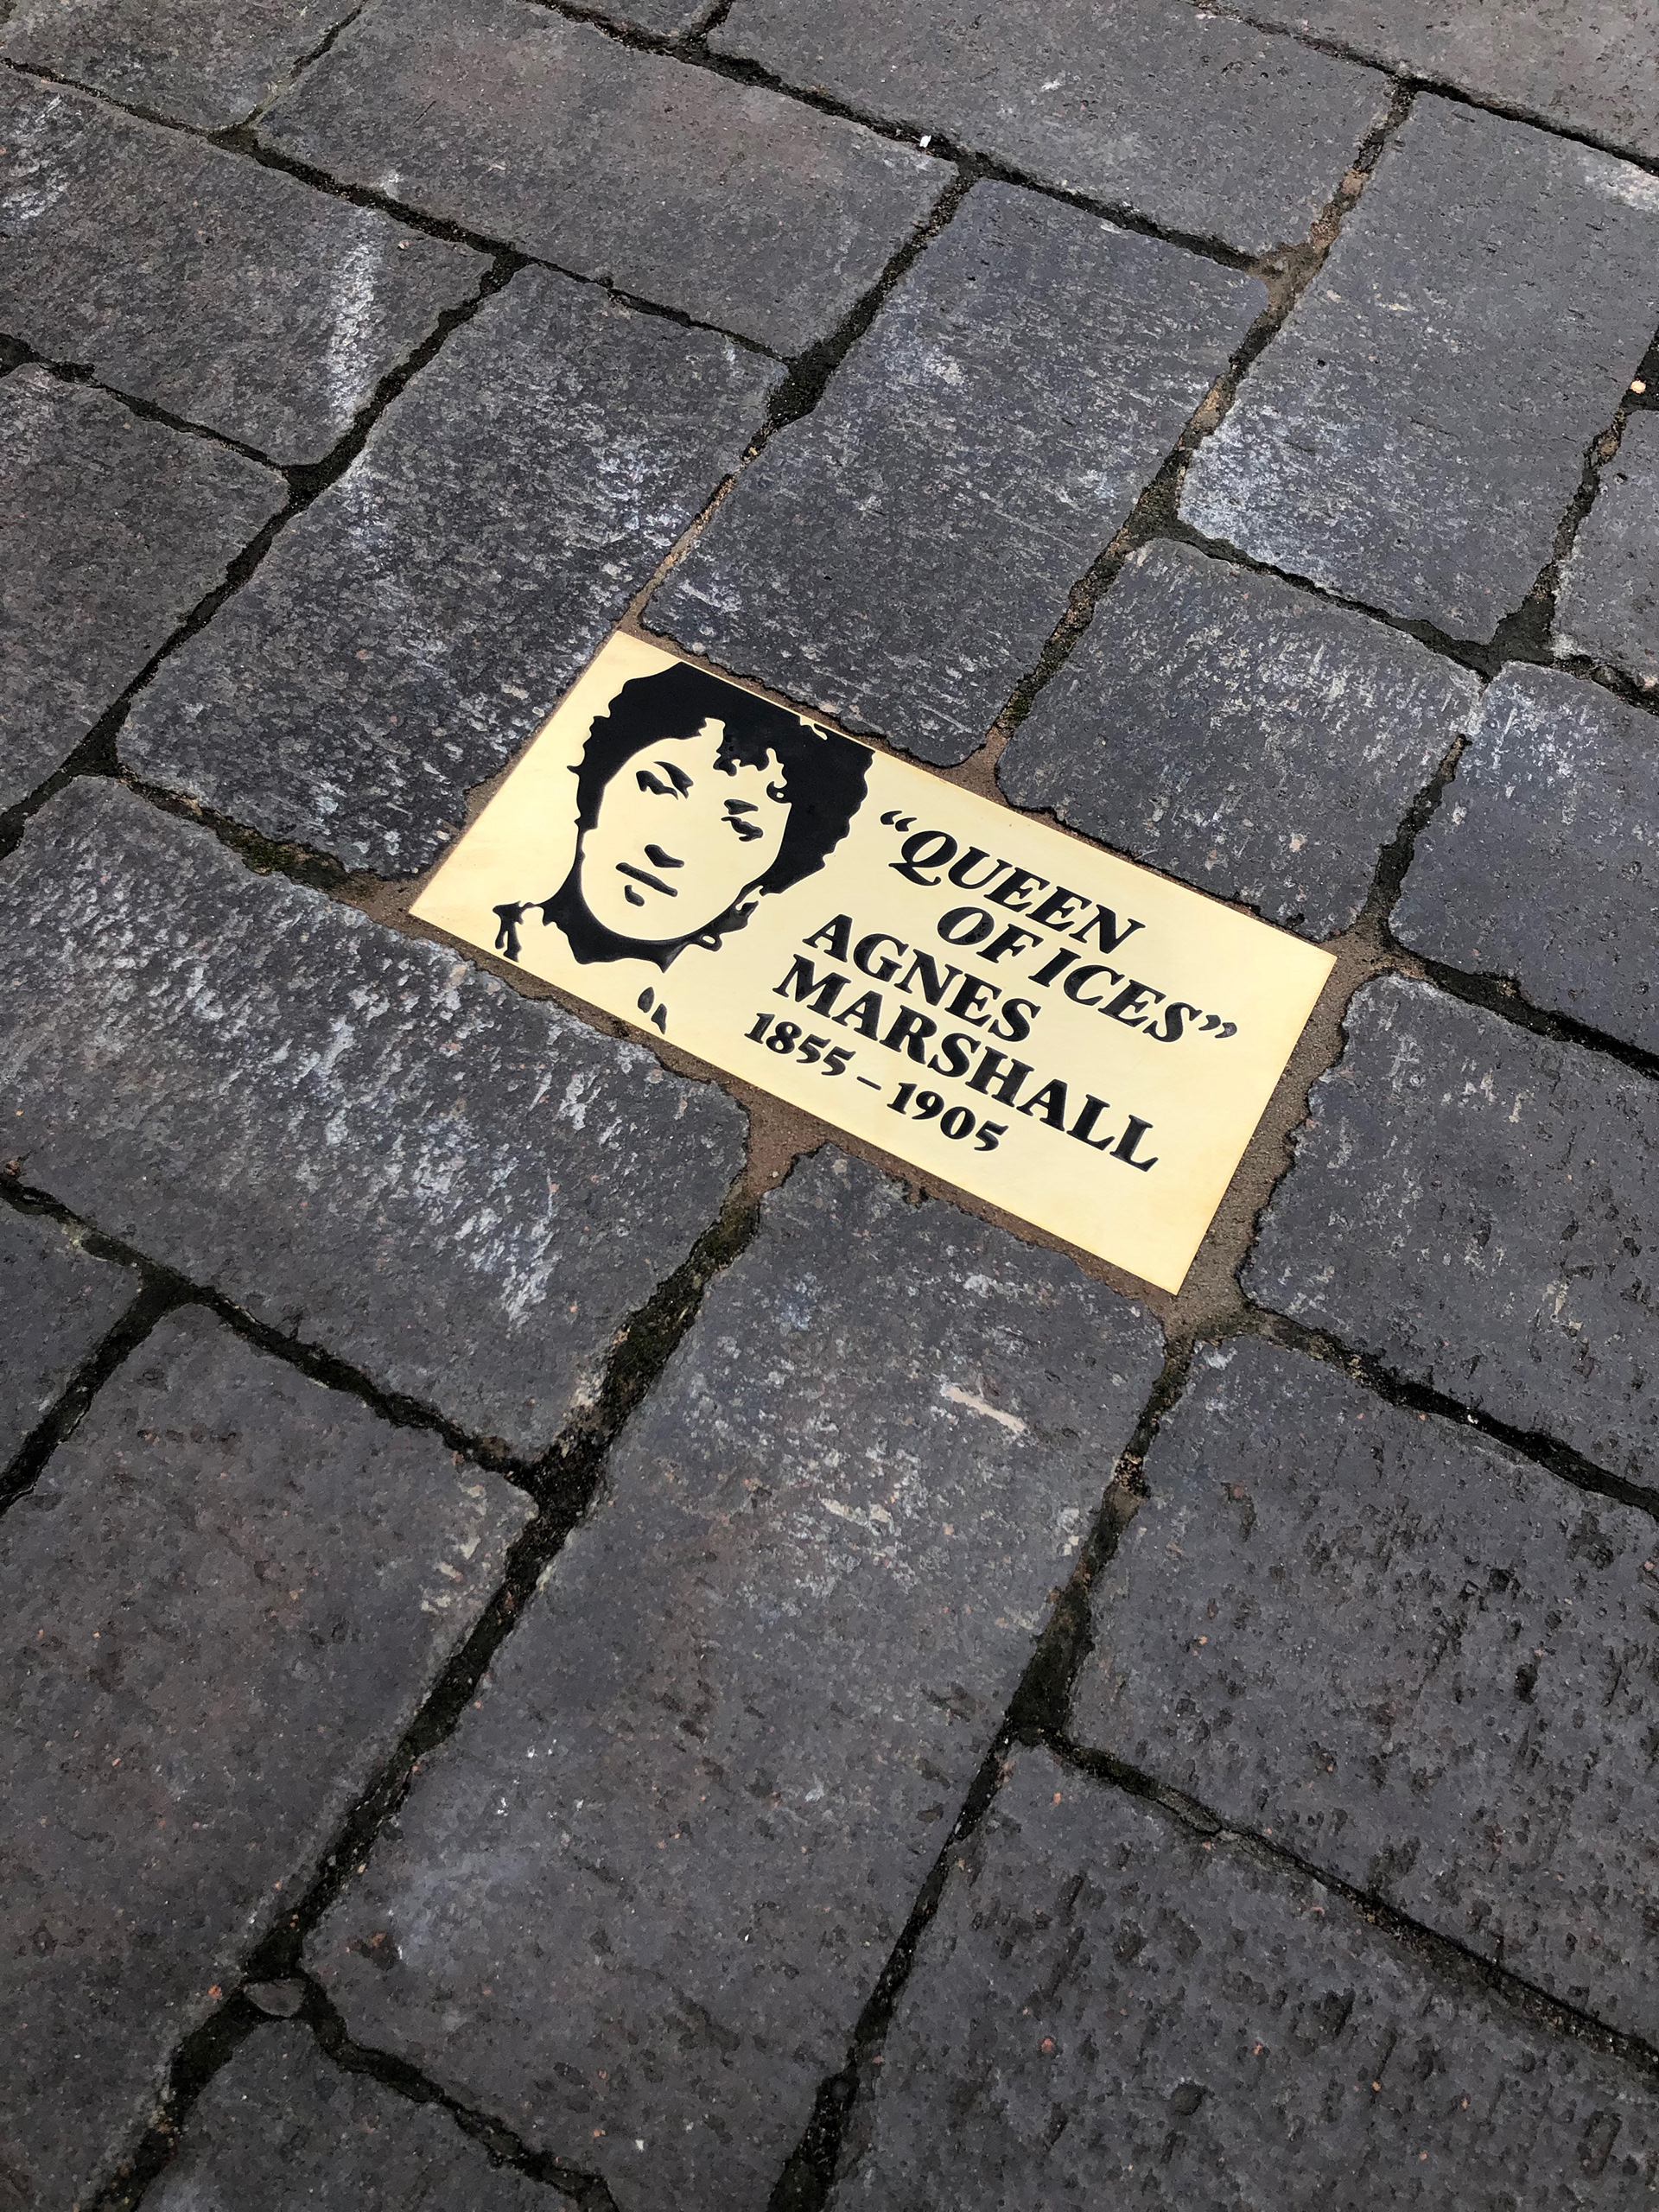 “QUEEN
OF ICES”
AGNES
MARSHALL
1855 – 1905